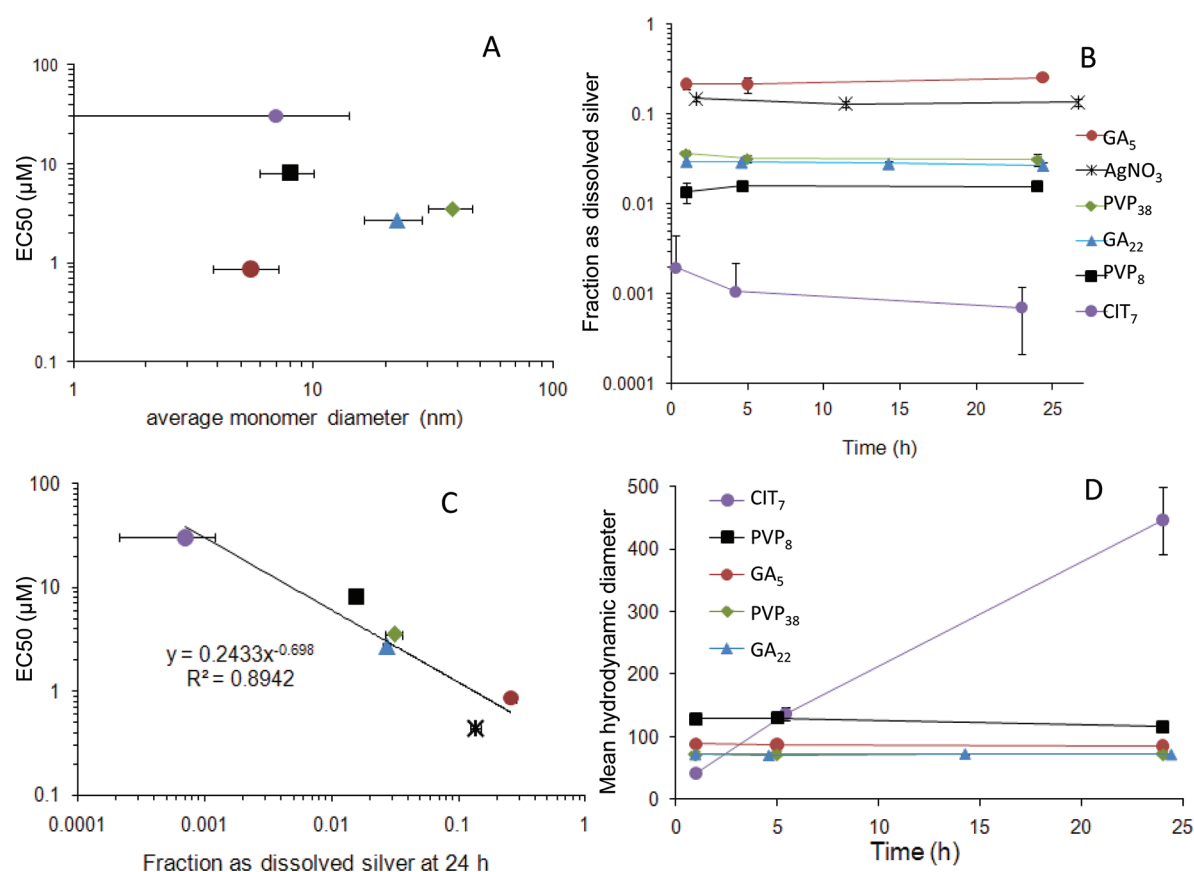 A
100
10
1
0.1
EC50 (µM)
1
10
100
average monomer diameter (nm)
B
1
0.1
0.01
0.001
0.0001
Fraction as dissolved silver
0
5
10
15
20
25
Time (h)
GA5
AgNO3
PVP38
GA22
PVP8
CIT7
C
100
10
1
0.1
EC50 (µM)
y = 0.2433x^-0.698
R² = 0.8942
0.0001
0.001
0.01
0.1
1
Fraction as dissolved silver at 24 h
D
500
400
300
200
100
0
Mean hydrodynamic diameter
CIT7
PVP8
GA5
PVP38
GA22
0
5
10
15
20
25
Time (h)